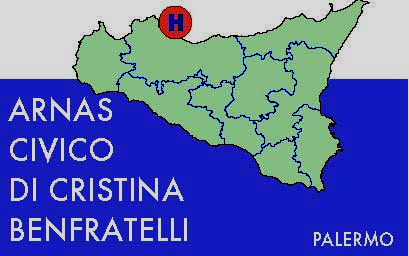 H
ARNAS
CIVICO
DI CRISTINA
BENFRATELLI
PALERMO